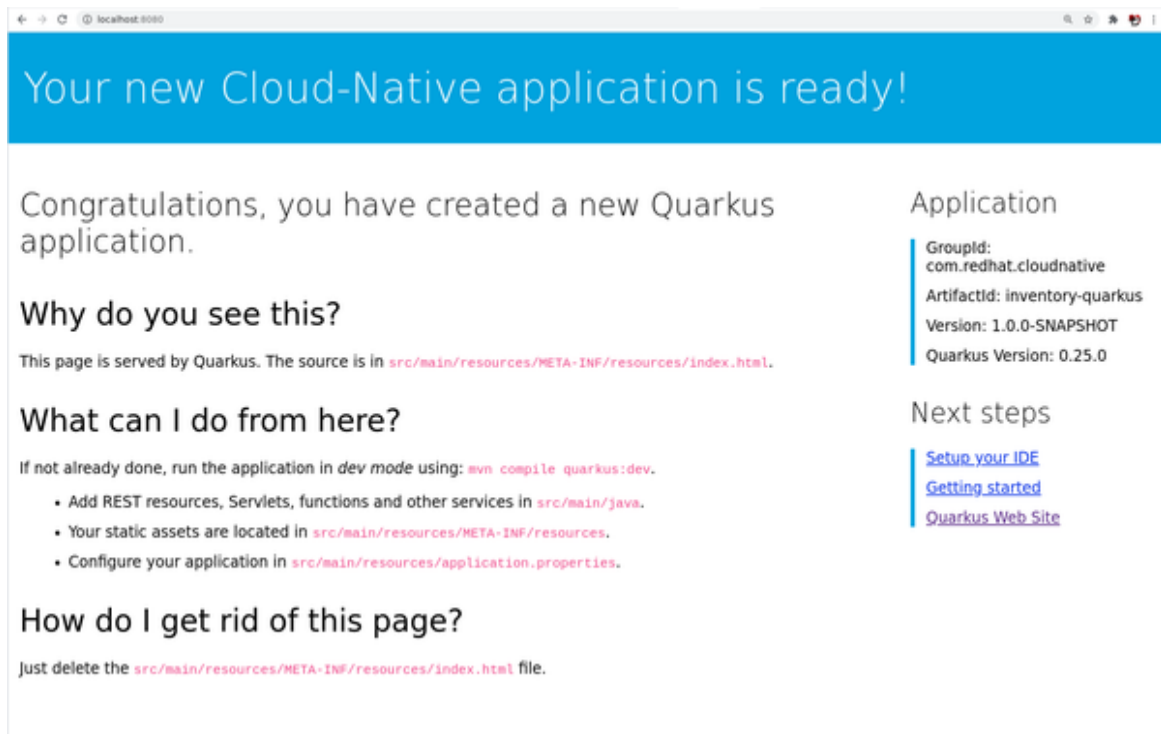 localhost:8080
Your new Cloud-Native application is ready!
Congratulations, you have created a new Quarkus
application.
Why do you see this?
This page is served by Quarkus. The source is in src/main/resources/META-INF/resources/index.html.
What can I do from here?
If not already done, run the application in dev mode using: mvn compile quarkus:dev.
• Add REST resources, Servlets, functions and other services in src/main/java.
• Your static assets are located in src/main/resources/META-INF/resources.
• Configure your application in src/main/resources/application.properties.
How do I get rid of this page?
Just delete the src/main/resources/META-INF/resources/index.html file.
Application
GroupId:
com.redhat.cloudnative
ArtifactId: inventory-quarkus
Version: 1.0.0-SNAPSHOT
Quarkus Version: 0.25.0
Next steps
Setup your IDE
Getting started
Quarkus Web Site